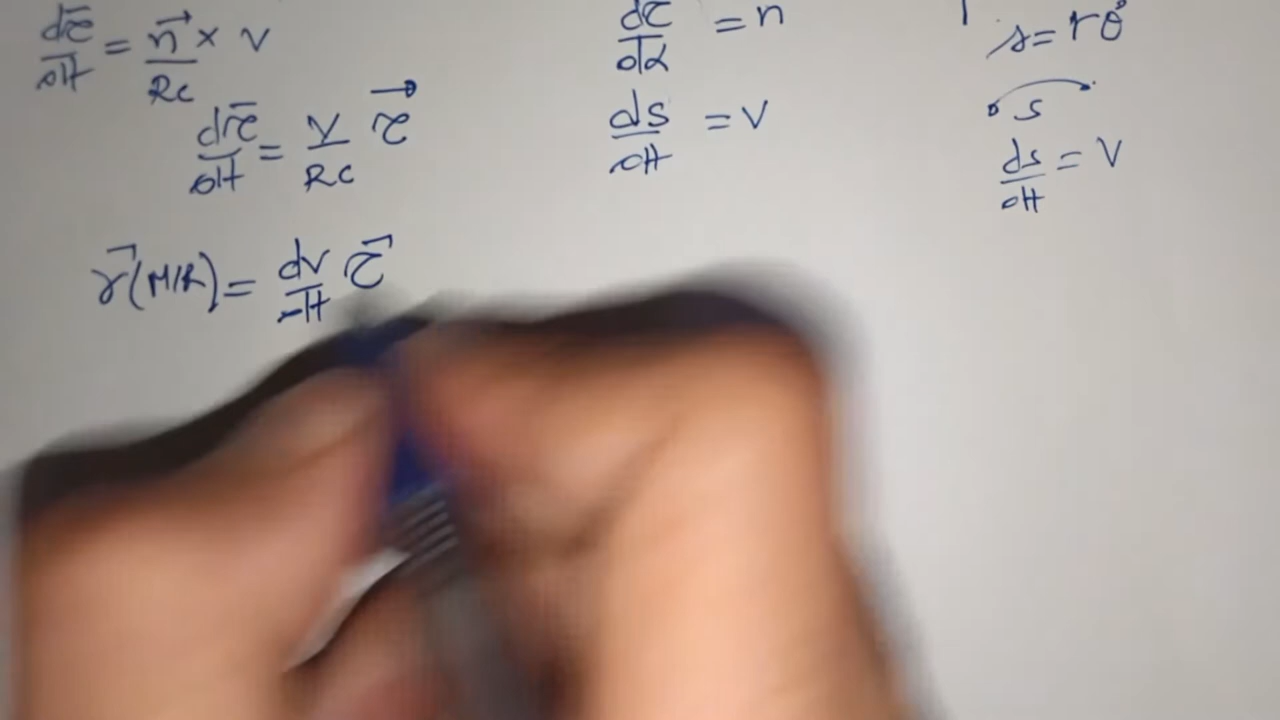 dτ/dt = n⃗/Rc × v
dτ/dt = v/Rc τ⃗
γ⃗(M/R) = dv/dt τ⃗
dτ/dα = n
ds/dt = v
s = rθ
s
ds/dt = v